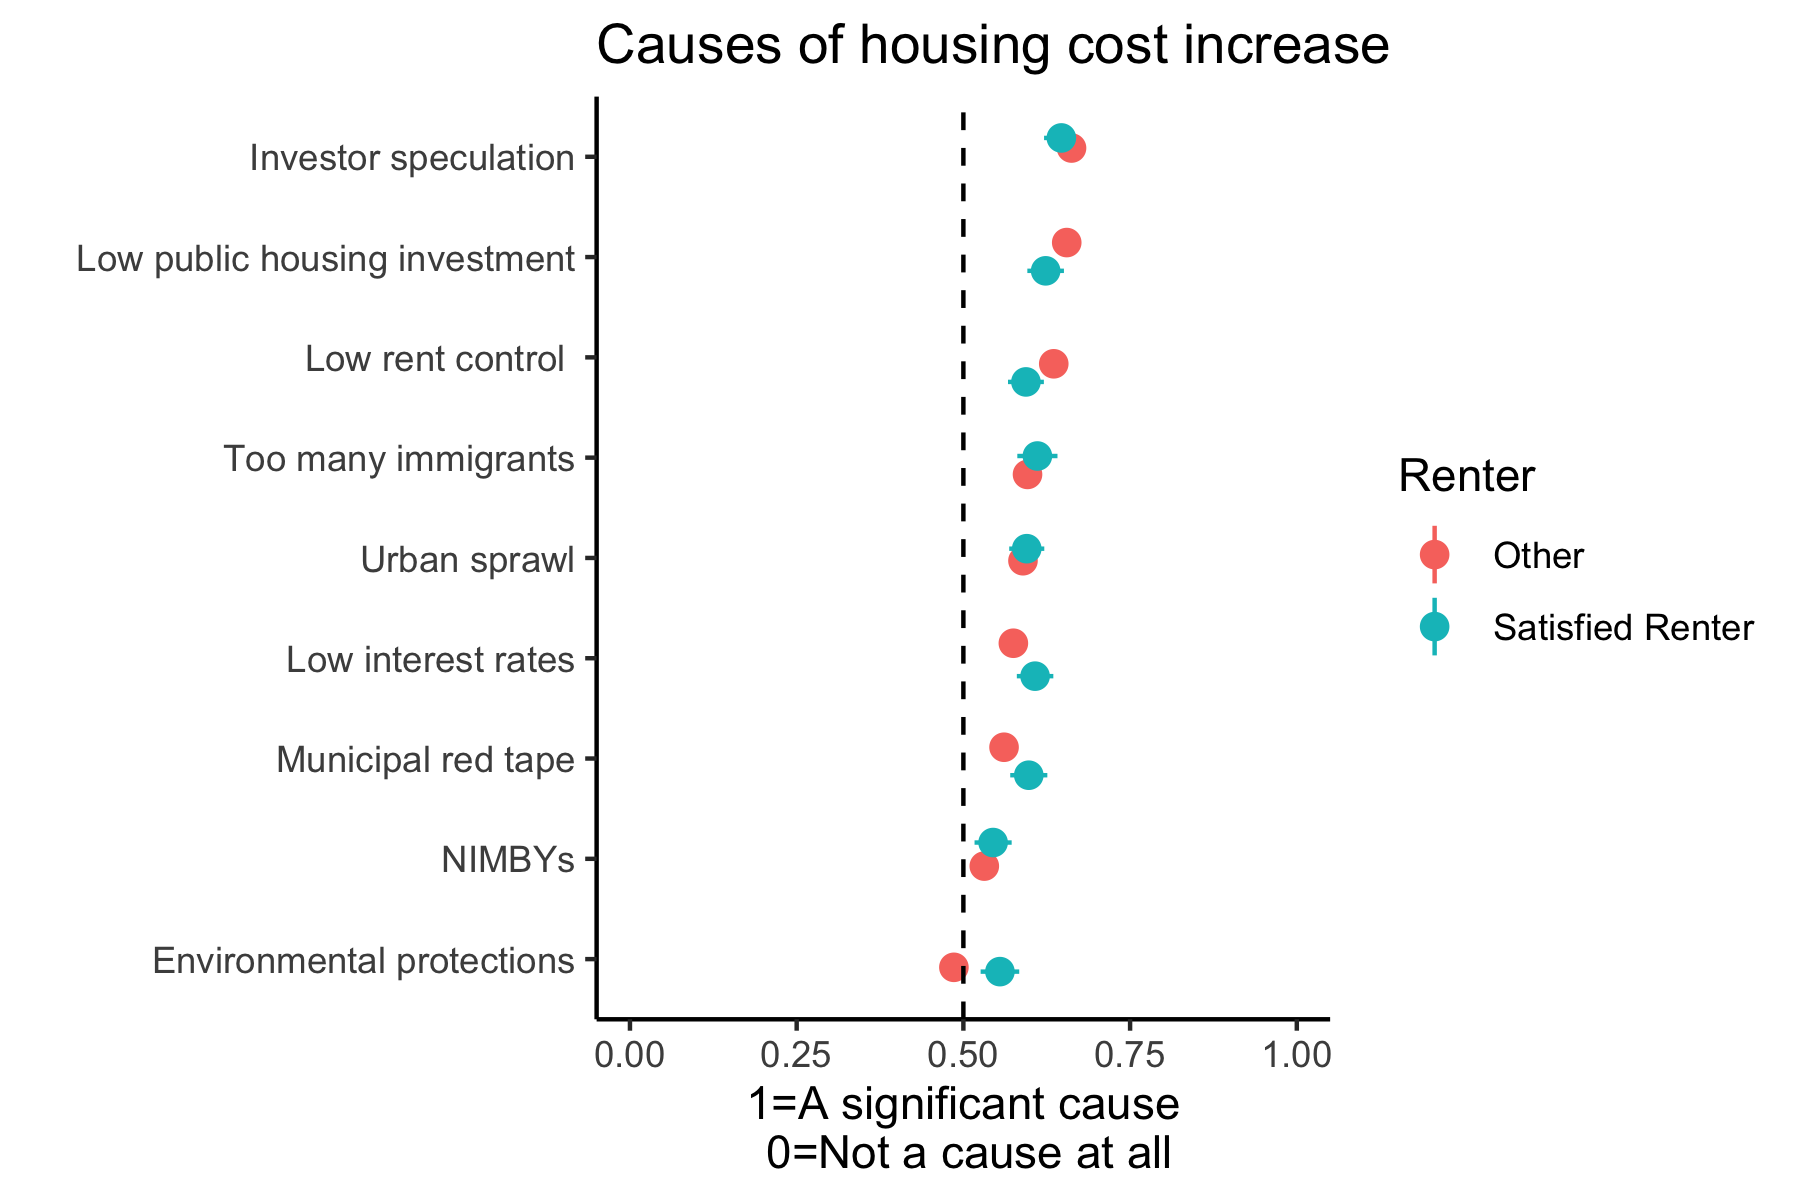 Causes of housing cost increase
Investor speculation
Low public housing investment
Low rent control
Too many immigrants
Urban sprawl
Low interest rates
Municipal red tape
NIMBYs
Environmental protections
0.00 0.25 0.50 0.75 1.00
1=A significant cause
0=Not a cause at all
Renter
Other
Satisfied Renter